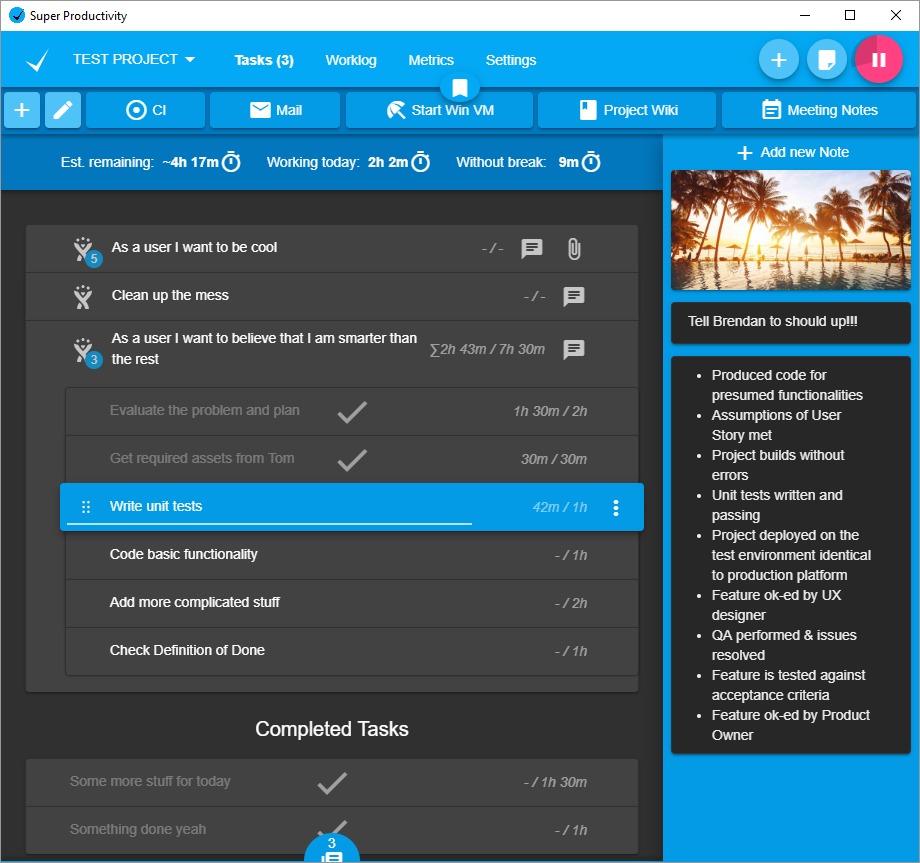 Super Productivity
TEST PROJECT
Tasks (3)
Worklog
Metrics
Settings
CI
Mail
Start Win VM
Project Wiki
Meeting Notes
Est. remaining: ~4h 17m
Working today: 2h 2m
Without break: 9m
5
As a user I want to be cool
- / -
Clean up the mess
- / -
3
As a user I want to believe that I am smarter than
the rest
∑2h 43m / 7h 30m
Evaluate the problem and plan
1h 30m / 2h
Get required assets from Tom
30m / 30m
Write unit tests
42m / 1h
Code basic functionality
- / 1h
Add more complicated stuff
- / 2h
Check Definition of Done
- / 1h
Completed Tasks
Some more stuff for today
- / 1h 30m
Something done yeah
- / 1h
3
Add new Note
Tell Brendan to should up!!!
• Produced code for
presumed functionalities
• Assumptions of User
Story met
• Project builds without
errors
• Unit tests written and
passing
• Project deployed on the
test environment identical
to production platform
• Feature ok-ed by UX
designer
• QA performed & issues
resolved
• Feature is tested against
acceptance criteria
• Feature ok-ed by Product
Owner